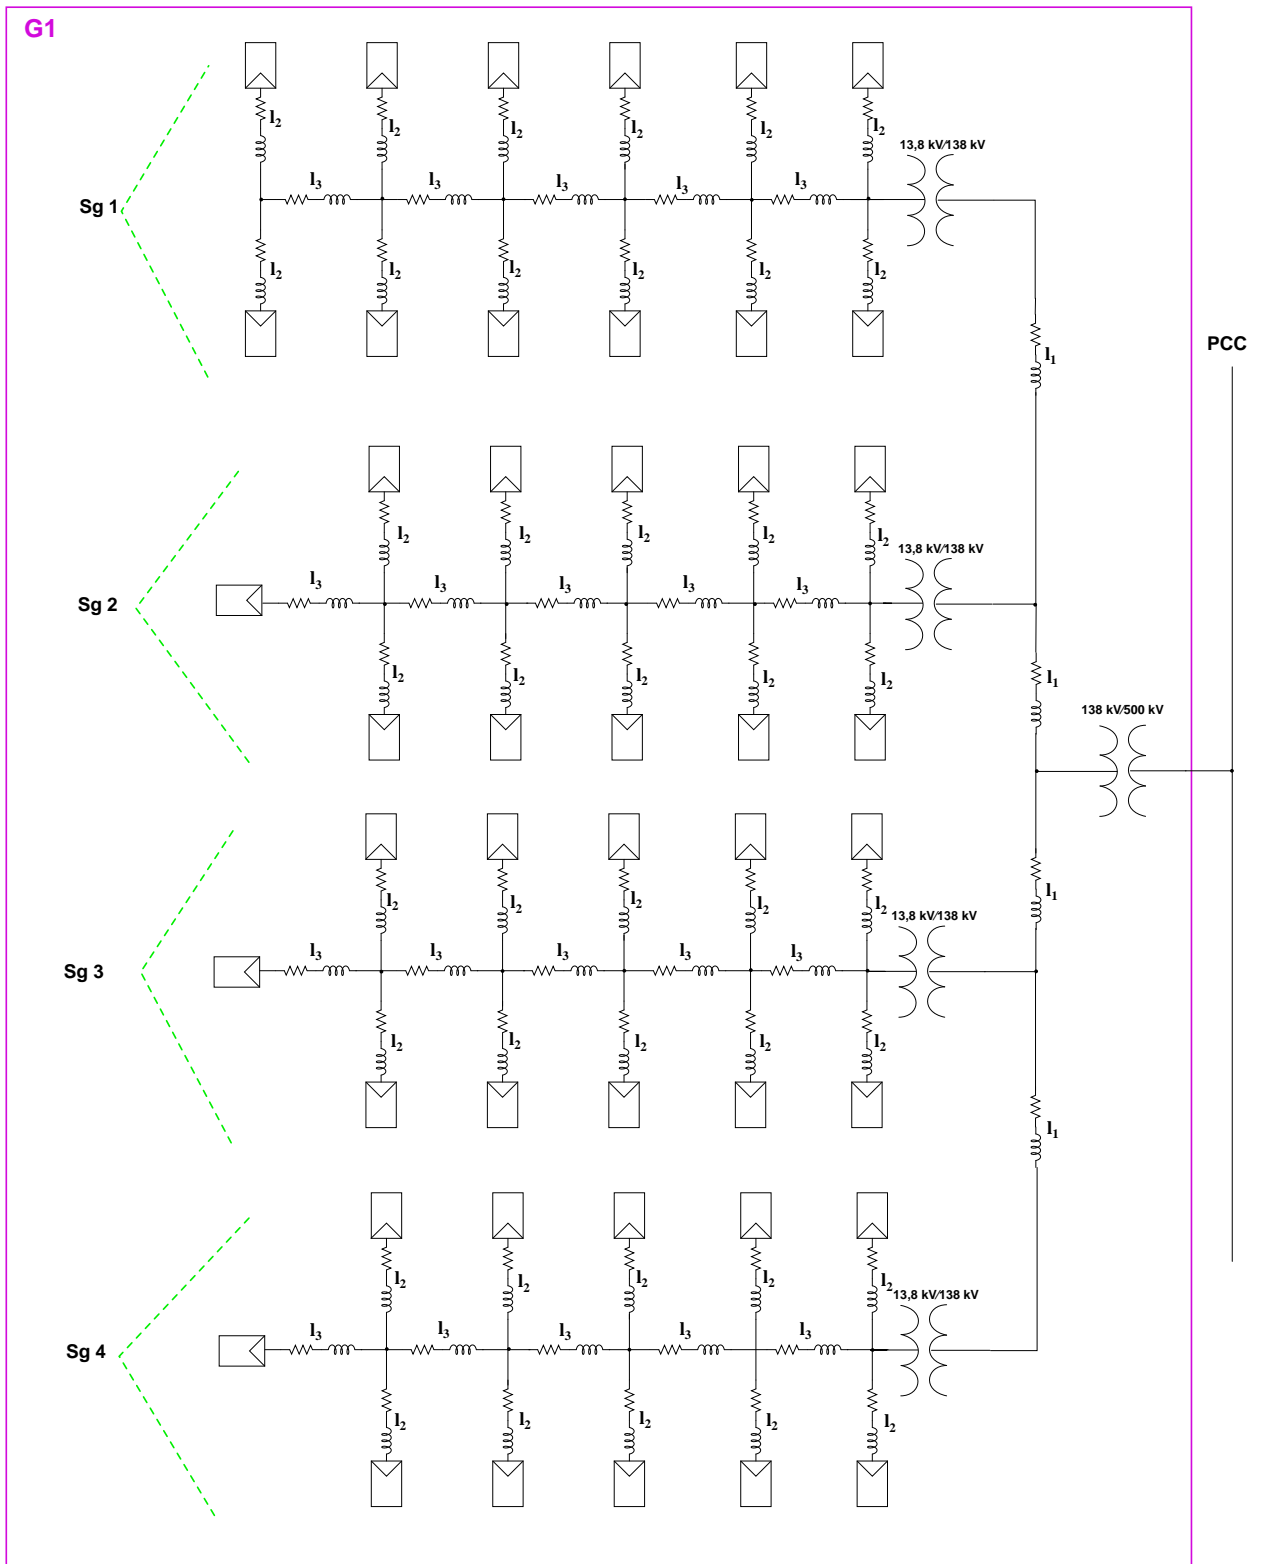 G1
l₂ l₂ l₂ l₂ l₂ l₂
13,8 kV/138 kV
l₃ l₃ l₃ l₃ l₃
Sg 1
l₂ l₂ l₂ l₂ l₂ l₂
PCC
l₁
l₂ l₂ l₂ l₂ l₂
13,8 kV/138 kV
l₃ l₃ l₃ l₃ l₃
Sg 2
l₂ l₂ l₂ l₂ l₂
l₁
138 kV/500 kV
l₁
l₂ l₂ l₂ l₂ l₂
13,8 kV/138 kV
l₃ l₃ l₃ l₃ l₃
Sg 3
l₂ l₂ l₂ l₂ l₂
l₁
l₂ l₂ l₂ l₂ l₂
13,8 kV/138 kV
l₃ l₃ l₃ l₃ l₃
Sg 4
l₂ l₂ l₂ l₂ l₂